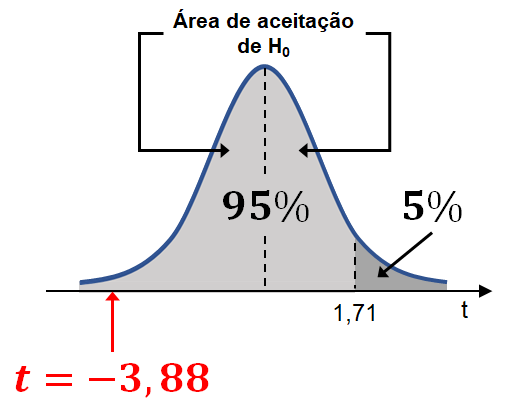 Área de aceitação
de H₀
95%
5%
1,71
t
t = −3,88